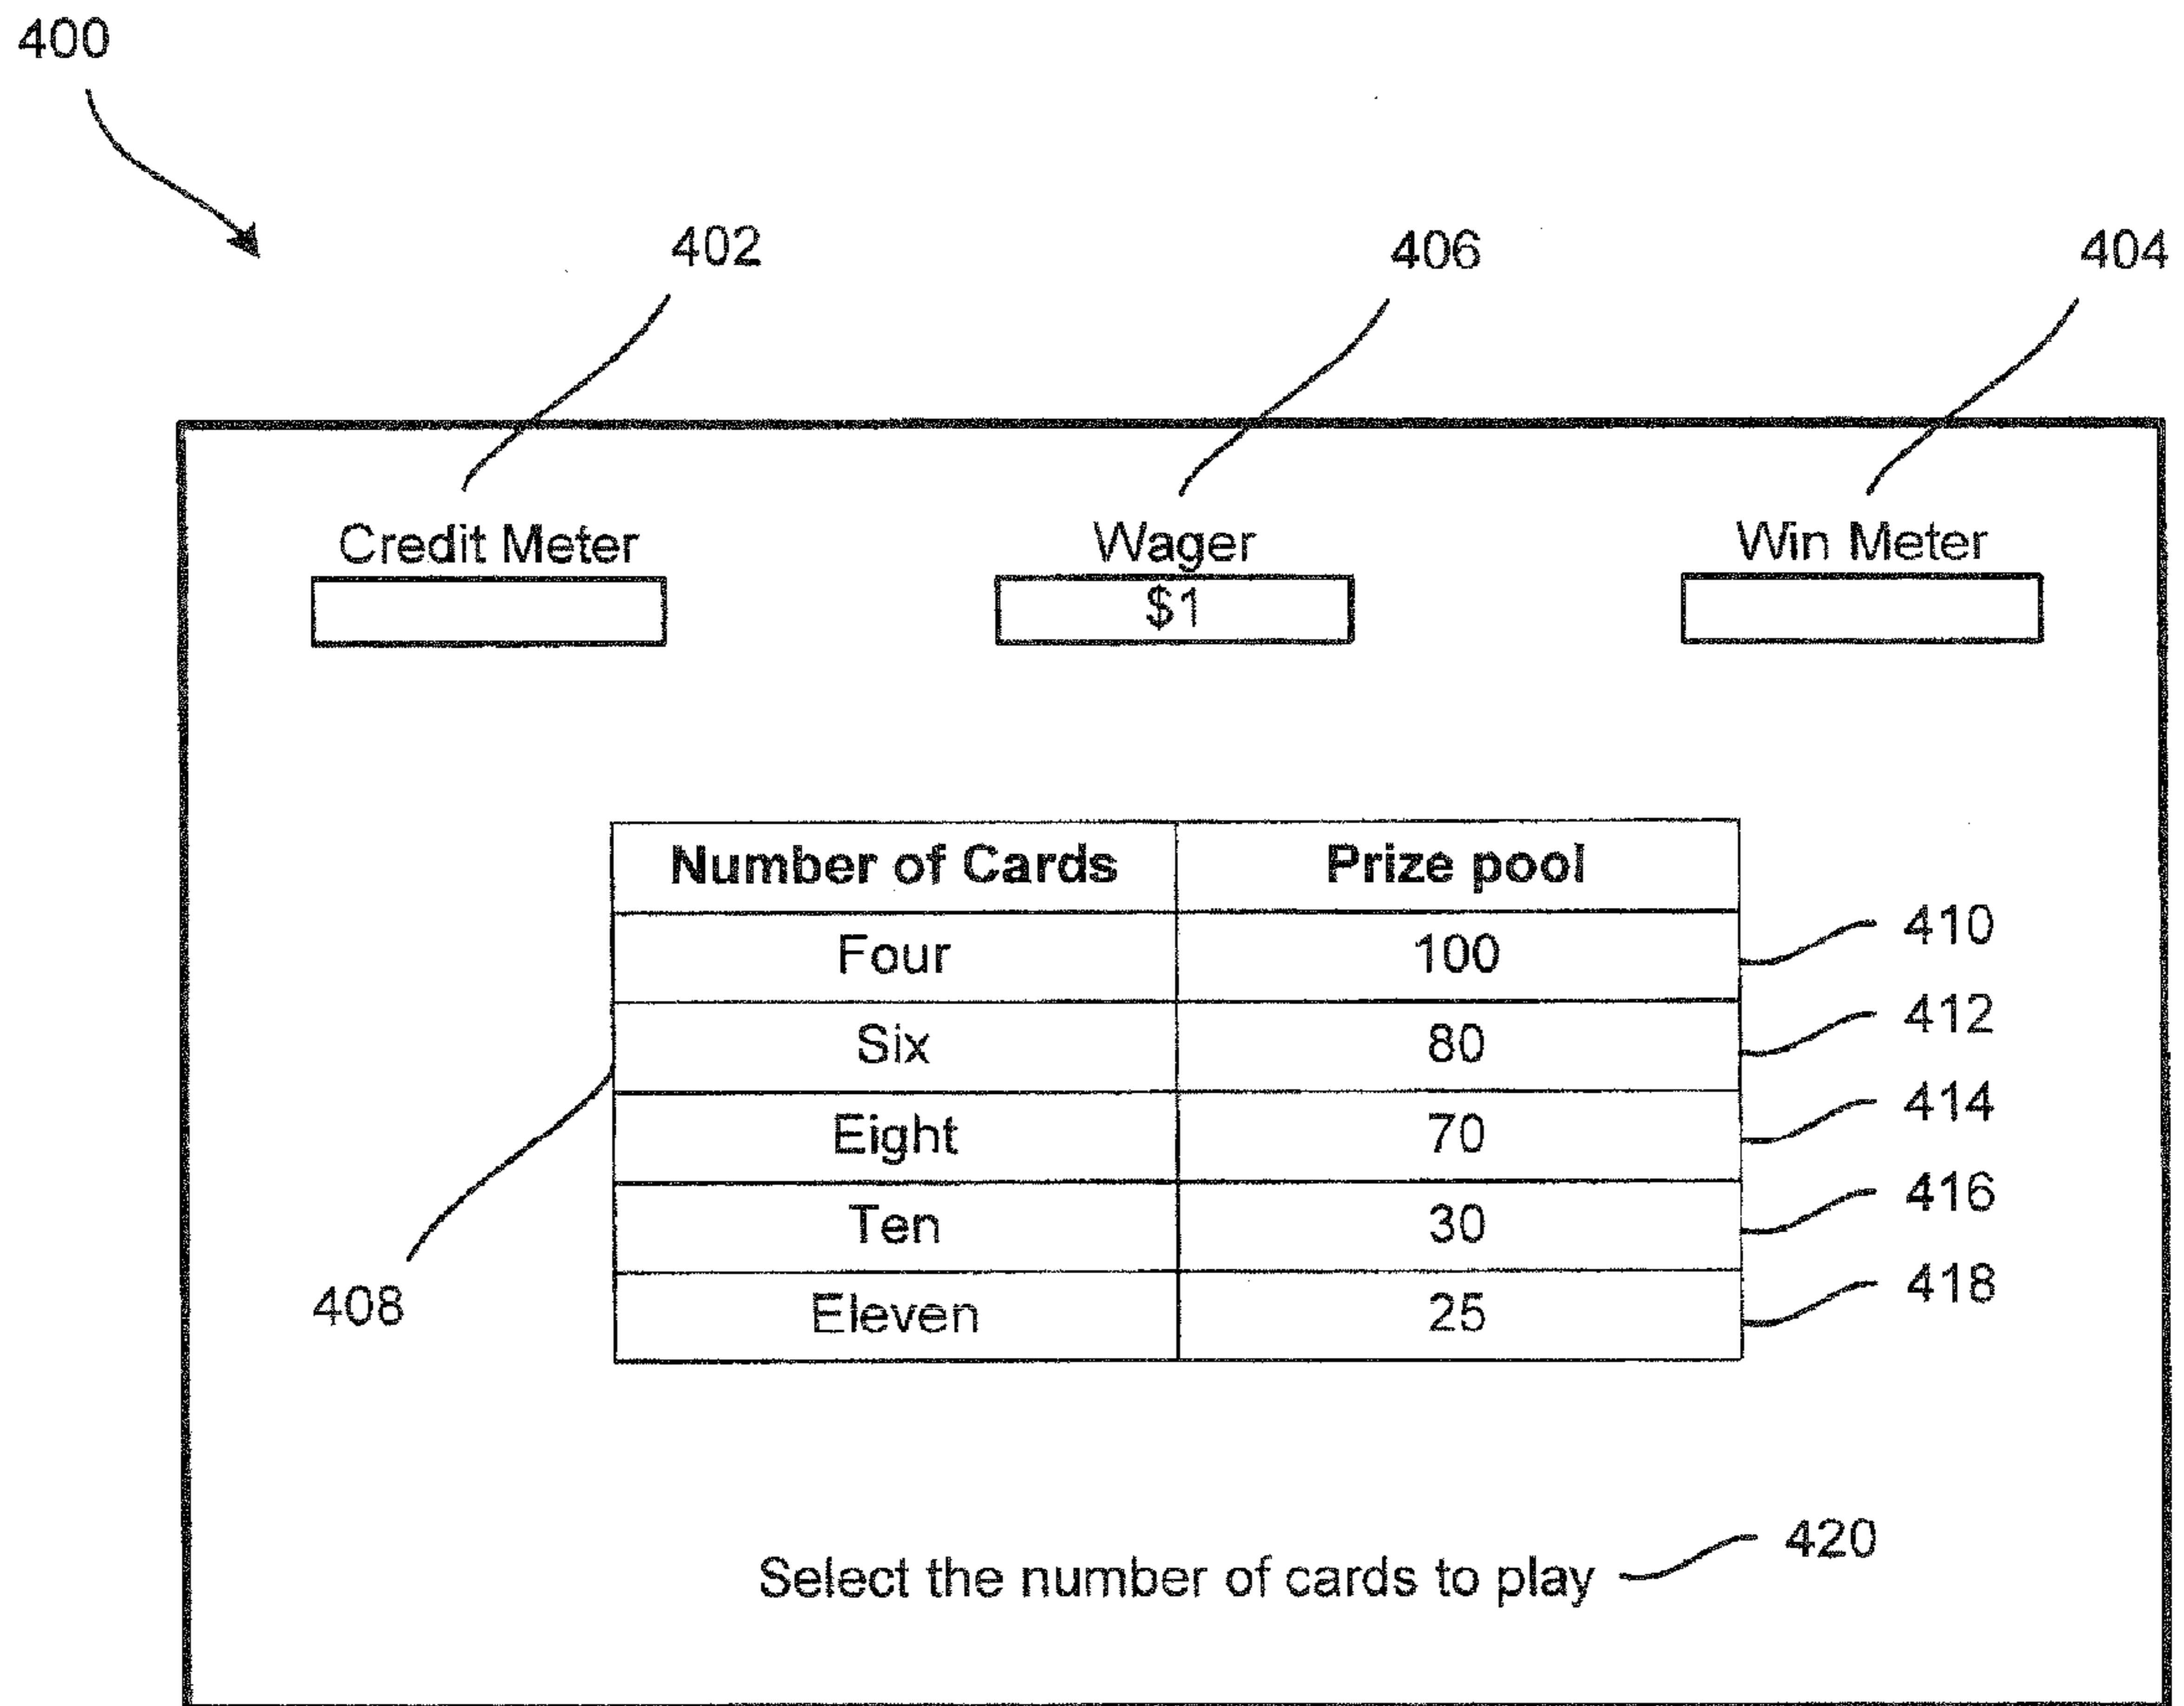 400
402
406
404
Credit Meter
Wager
Win Meter
$1
Number of Cards
Prize pool
Four
100
410
Six
80
412
Eight
70
414
Ten
30
416
Eleven
25
418
408
420
Select the number of cards to play